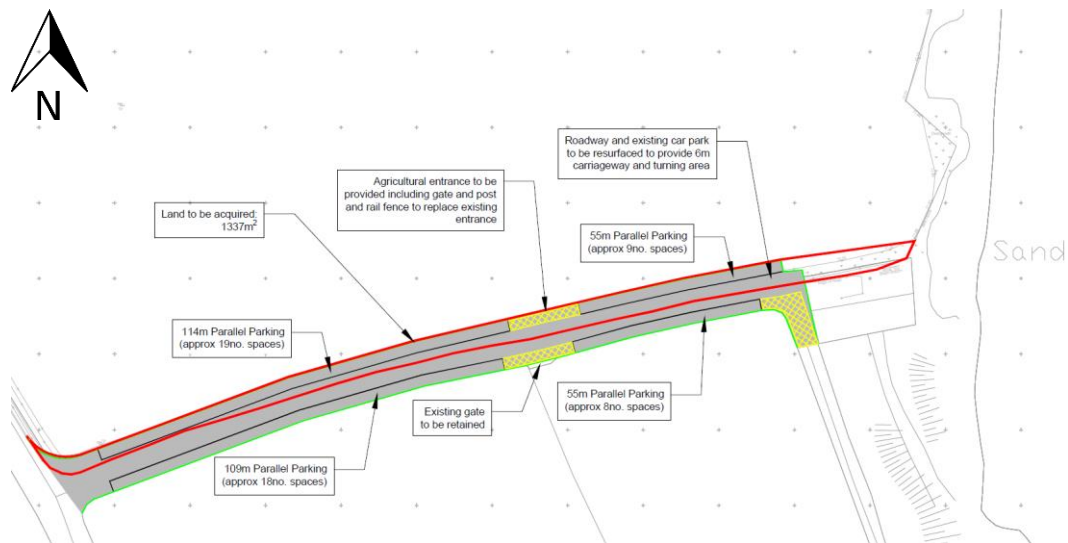 N
Roadway and existing car park
to be resurfaced to provide 6m
carriageway and turning area
Agricultural entrance to be
provided including gate and post
and rail fence to replace existing
entrance
Land to be acquired:
1337m²
55m Parallel Parking
(approx 9no. spaces)
Sand
114m Parallel Parking
(approx 19no. spaces)
Existing gate
to be retained
55m Parallel Parking
(approx 8no. spaces)
109m Parallel Parking
(approx 18no. spaces)